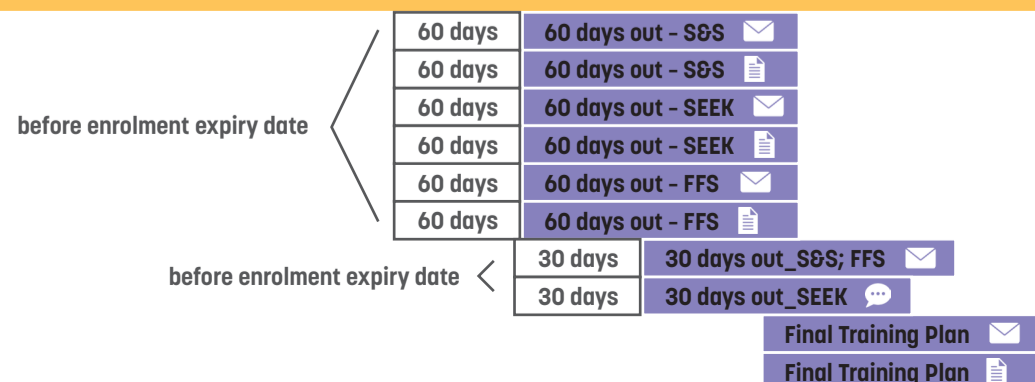 60 days 60 days out - S&S
60 days 60 days out - S&S
60 days 60 days out - SEEK
before enrolment expiry date
60 days 60 days out - SEEK
60 days 60 days out - FFS
60 days 60 days out - FFS
30 days 30 days out_S&S; FFS
before enrolment expiry date
30 days 30 days out_SEEK
Final Training Plan
Final Training Plan